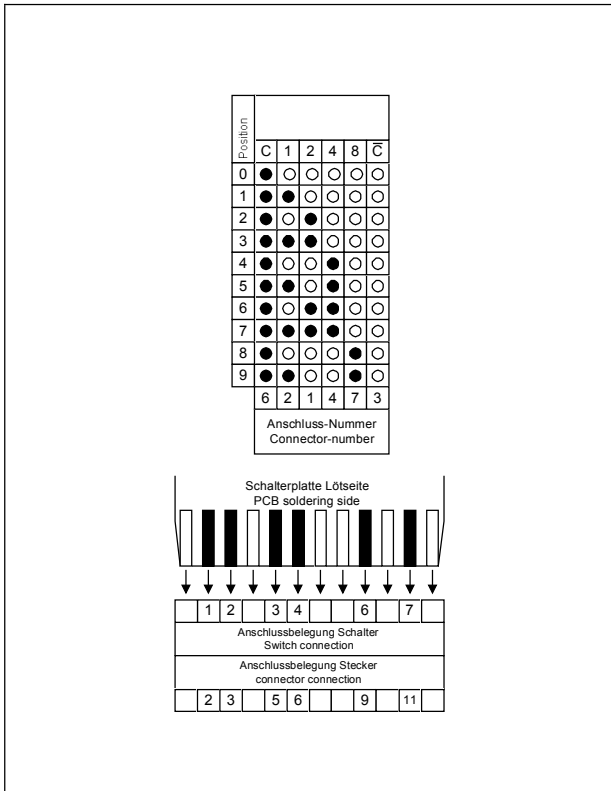 Position
C 1 2 4 8 C̅
0
1
2
3
4
5
6
7
8
9
6 2 1 4 7 3
Anschluss-Nummer
Connector-number
Schalterplatte Lötseite
PCB soldering side
1 2 3 4 6 7
Anschlussbelegung Schalter
Switch connection
Anschlussbelegung Stecker
connector connection
2 3 5 6 9 11